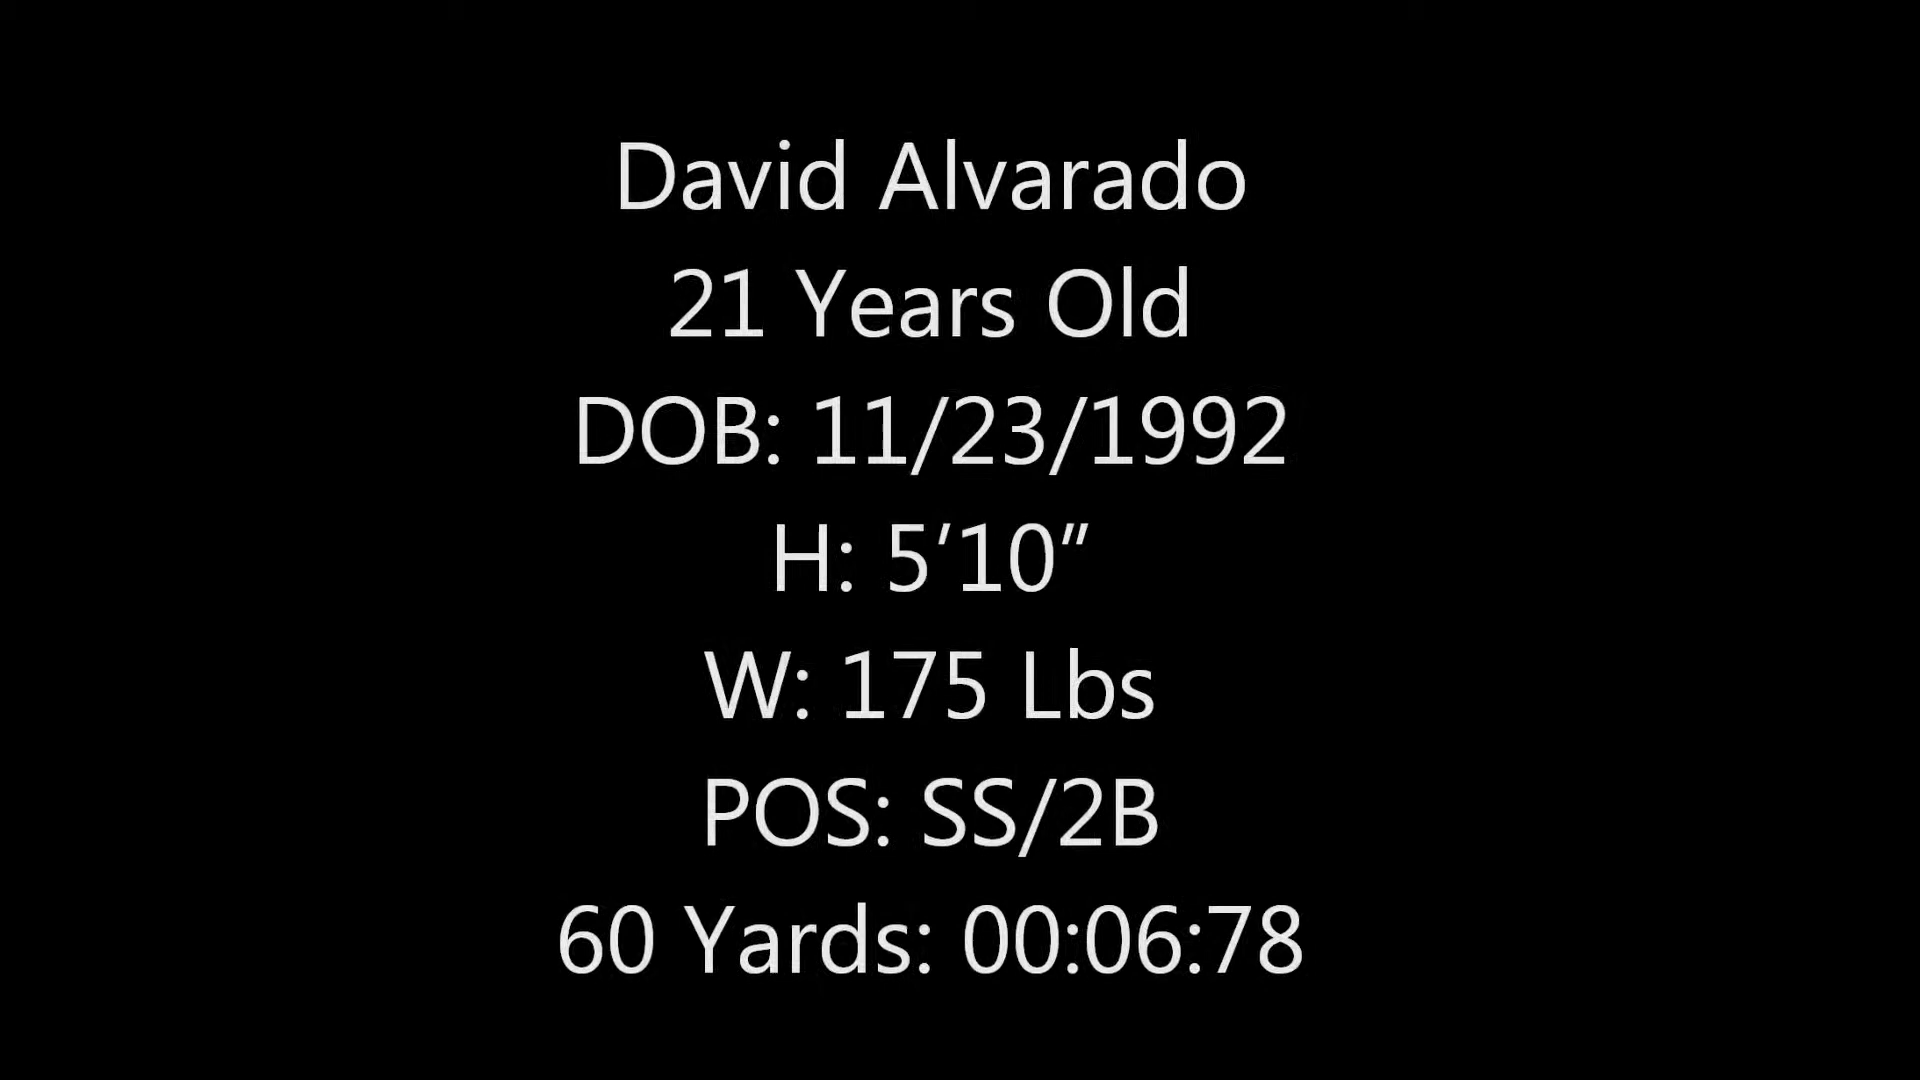 David Alvarado
21 Years Old
DOB: 11/23/1992
H: 5’10”
W: 175 Lbs
POS: SS/2B
60 Yards: 00:06:78